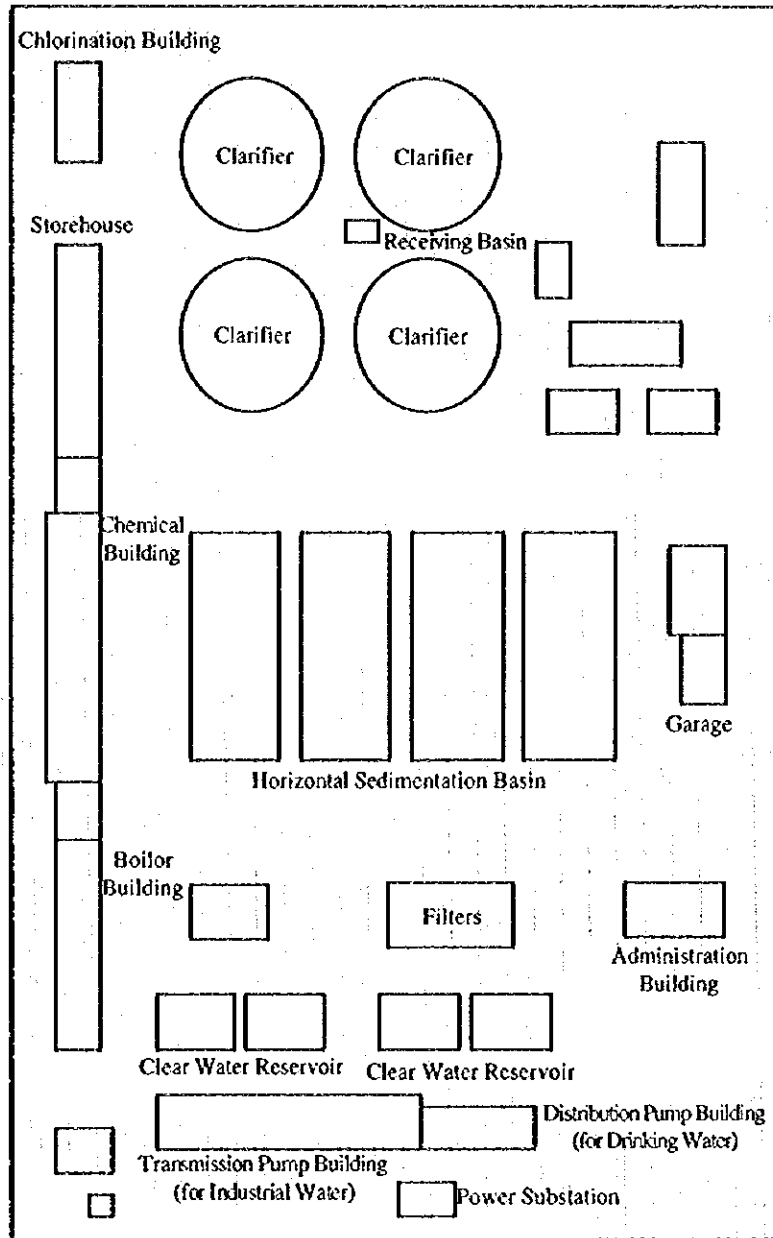 Chlorination Building
Clarifier
Clarifier
Storehouse
Receiving Basin
Clarifier
Clarifier
Chemical
Building
Garage
Horizontal Sedimentation Basin
Boilor
Building
Filters
Administration
Building
Clear Water Reservoir
Clear Water Reservoir
Distribution Pump Building
(for Drinking Water)
Transmission Pump Building
(for Industrial Water)
Power Substation